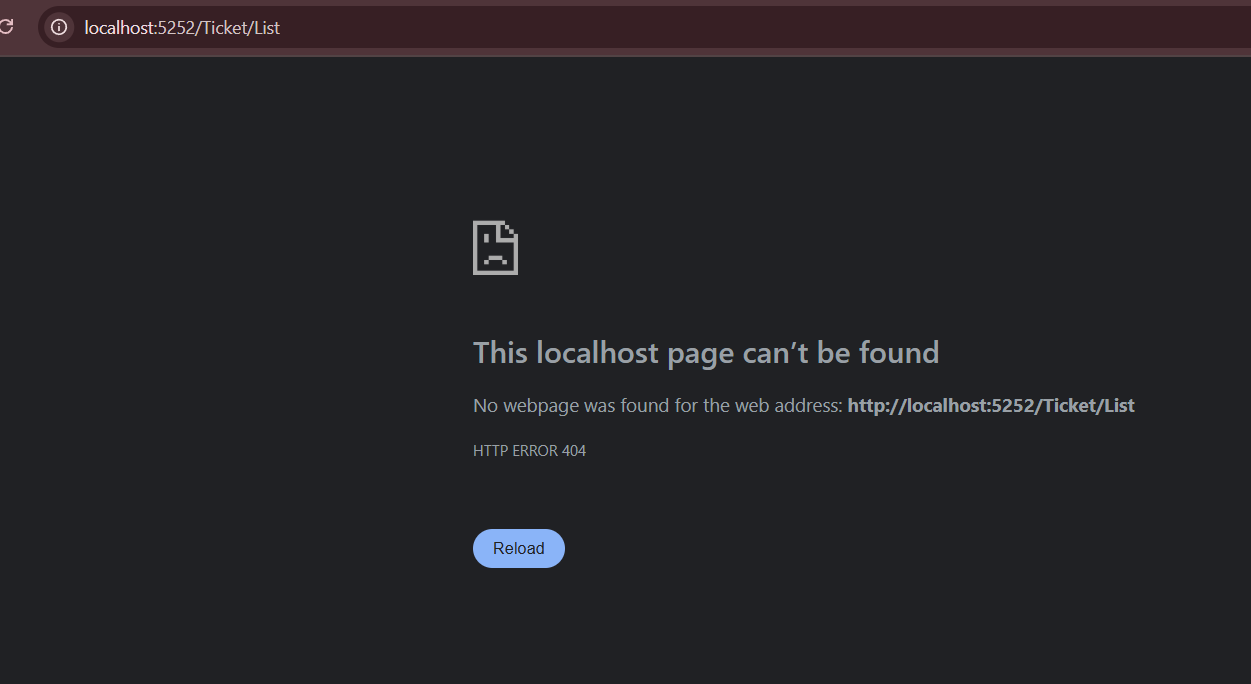 localhost:5252/Ticket/List
This localhost page can’t be found
No webpage was found for the web address: http://localhost:5252/Ticket/List
HTTP ERROR 404
Reload